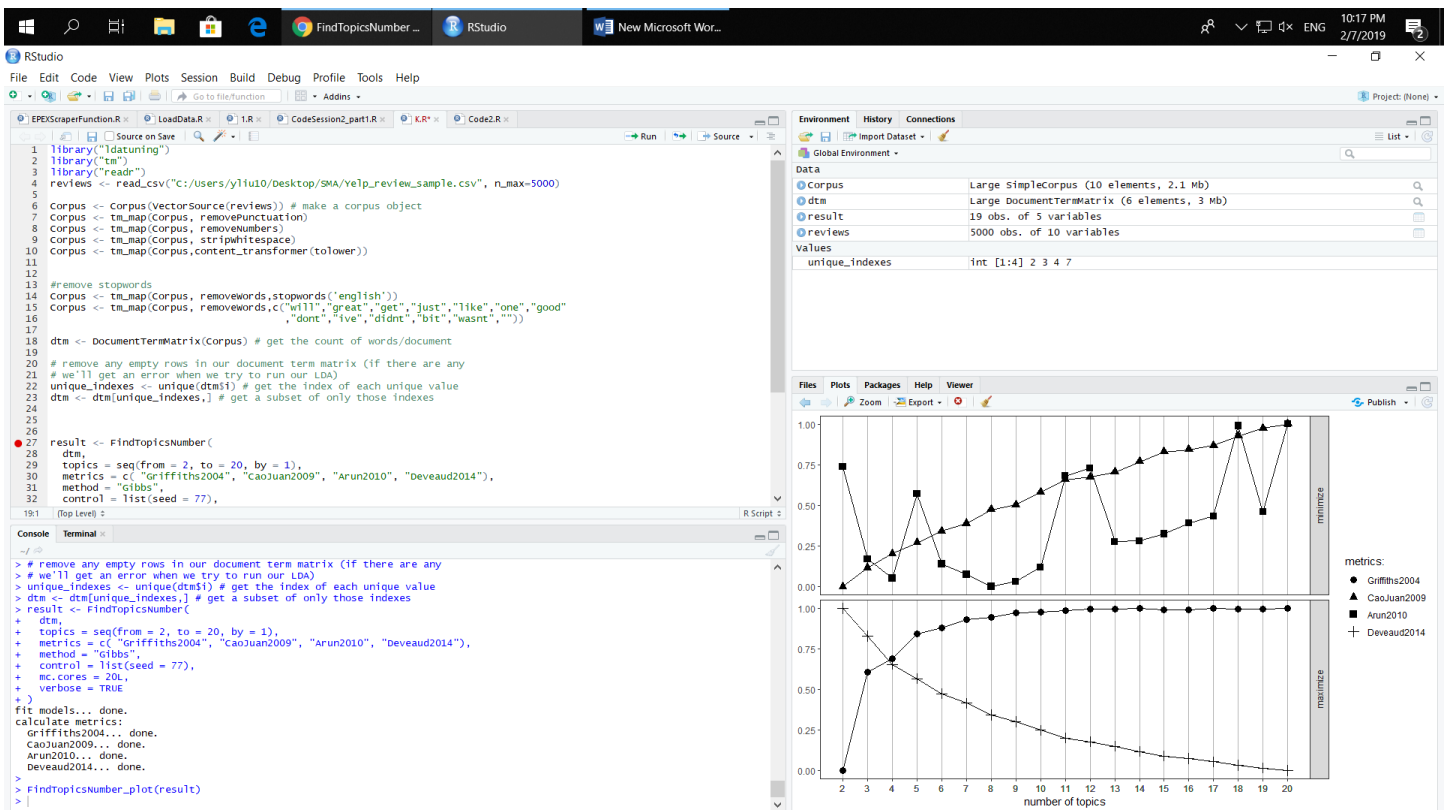 FindTopicsNumber ...
RStudio
New Microsoft Wor...
ENG
10:17 PM
2/7/2019
2
RStudio
File Edit Code View Plots Session Build Debug Profile Tools Help
Go to file/function
Addins
Project: (None)
EPEXScraperFunction.R
LoadData.R
1.R
CodeSession2_part1.R
K.R*
Code2.R
Source on Save
Run
Source
1 library("ldatuning")
2 library("tm")
3 library("readr")
4 reviews <- read_csv("C:/Users/yliu10/Desktop/SMA/Yelp_review_sample.csv", n_max=5000)
5
6 Corpus <- Corpus(VectorSource(reviews)) # make a corpus object
7 Corpus <- tm_map(Corpus, removePunctuation)
8 Corpus <- tm_map(Corpus, removeNumbers)
9 Corpus <- tm_map(Corpus, stripWhitespace)
10 Corpus <- tm_map(Corpus,content_transformer(tolower))
11
12
13 #remove stopwords
14 Corpus <- tm_map(Corpus, removeWords,stopwords('english'))
15 Corpus <- tm_map(Corpus, removeWords,c("will","great","get","just","like","one","good"
16 ,"dont","ive","didnt","bit","wasnt",""))
17
18 dtm <- DocumentTermMatrix(Corpus) # get the count of words/document
19
20 # remove any empty rows in our document term matrix (if there are any
21 # we'll get an error when we try to run our LDA)
22 unique_indexes <- unique(dtm$i) # get the index of each unique value
23 dtm <- dtm[unique_indexes,] # get a subset of only those indexes
24
25
26
27 result <- FindTopicsNumber(
28 dtm,
29 topics = seq(from = 2, to = 20, by = 1),
30 metrics = c( "Griffiths2004", "CaoJuan2009", "Arun2010", "Deveaud2014"),
31 method = "Gibbs",
32 control = list(seed = 77),
19:1 (Top Level) R Script
Console Terminal
~/
> # remove any empty rows in our document term matrix (if there are any
> # we'll get an error when we try to run our LDA)
> unique_indexes <- unique(dtm$i) # get the index of each unique value
> dtm <- dtm[unique_indexes,] # get a subset of only those indexes
> result <- FindTopicsNumber(
+ dtm,
+ topics = seq(from = 2, to = 20, by = 1),
+ metrics = c( "Griffiths2004", "CaoJuan2009", "Arun2010", "Deveaud2014"),
+ method = "Gibbs",
+ control = list(seed = 77),
+ mc.cores = 20L,
+ verbose = TRUE
+ )
fit models... done.
calculate metrics:
Griffiths2004... done.
CaoJuan2009... done.
Arun2010... done.
Deveaud2014... done.
>
> FindTopicsNumber_plot(result)
>
Environment History Connections
Import Dataset
List
Global Environment
Data
Corpus Large SimpleCorpus (10 elements, 2.1 Mb)
dtm Large DocumentTermMatrix (6 elements, 3 Mb)
result 19 obs. of 5 variables
reviews 5000 obs. of 10 variables
Values
unique_indexes int [1:4] 2 3 4 7
Files Plots Packages Help Viewer
Zoom Export Publish
1.00
0.75
0.50
0.25
0.00
minimize
1.00
0.75
0.50
0.25
0.00
maximize
2 3 4 5 6 7 8 9 10 11 12 13 14 15 16 17 18 19 20
number of topics
metrics:
Griffiths2004
CaoJuan2009
Arun2010
Deveaud2014